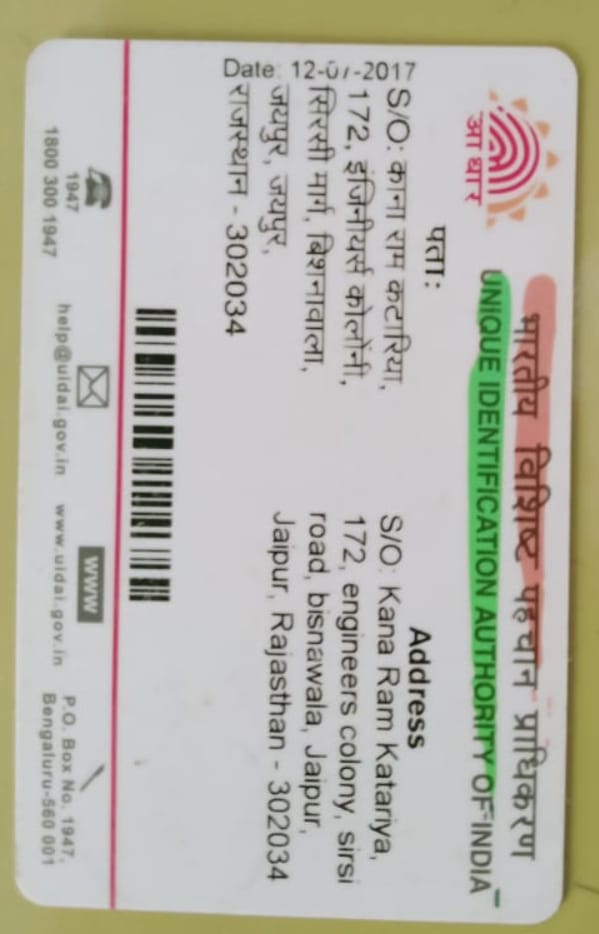 आधार
भारतीय विशिष्ट पहचान प्राधिकरण
UNIQUE IDENTIFICATION AUTHORITY OF INDIA
पता:
S/O: काना राम कटारिया,
172, इंजिनीयर्स कोलोंनी,
सिरसी मार्ग, बिशनावाला,
जयपुर, जयपुर,
राजस्थान - 302034
Date: 12-07-2017
Address
S/O: Kana Ram Katariya,
172, engineers colony, sirsi
road, bisnawala, Jaipur,
Jaipur, Rajasthan - 302034
1947
1800 300 1947
help@uidai.gov.in
www
www.uidai.gov.in
P.O. Box No. 1947,
Bengaluru-560 001